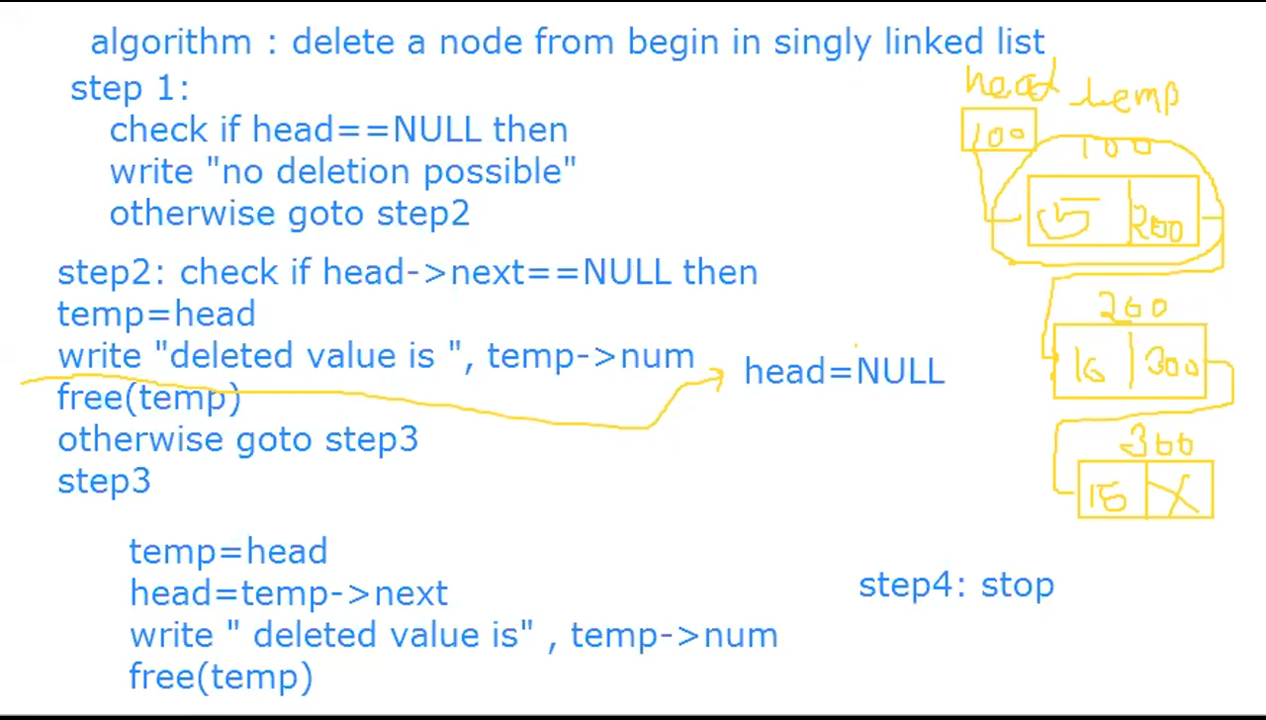 algorithm : delete a node from begin in singly linked list
step 1:
check if head==NULL then
write "no deletion possible"
otherwise goto step2
step2: check if head->next==NULL then
temp=head
write "deleted value is ", temp->num
head=NULL
free(temp)
otherwise goto step3
step3
temp=head
head=temp->next
write " deleted value is" , temp->num
free(temp)
step4: stop
head temp
100
100
5 200
200
300
300
15 X